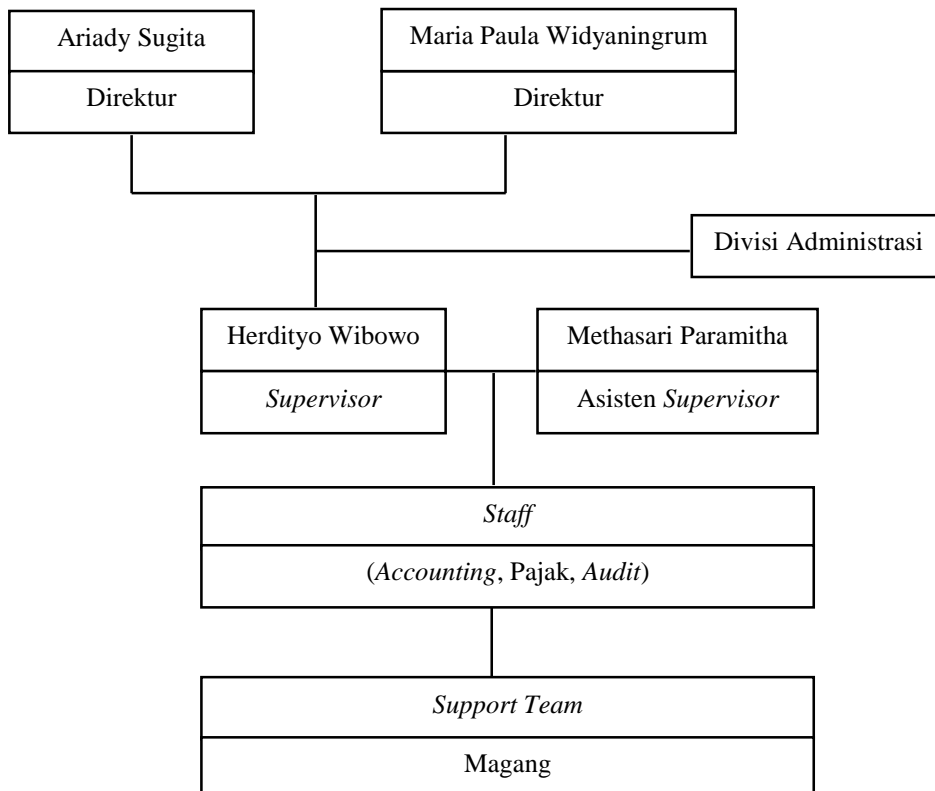 Ariady Sugita
Direktur
Maria Paula Widyaningrum
Direktur
Divisi Administrasi
Herdityo Wibowo
Supervisor
Methasari Paramitha
Asisten Supervisor
Staff
(Accounting, Pajak, Audit)
Support Team
Magang